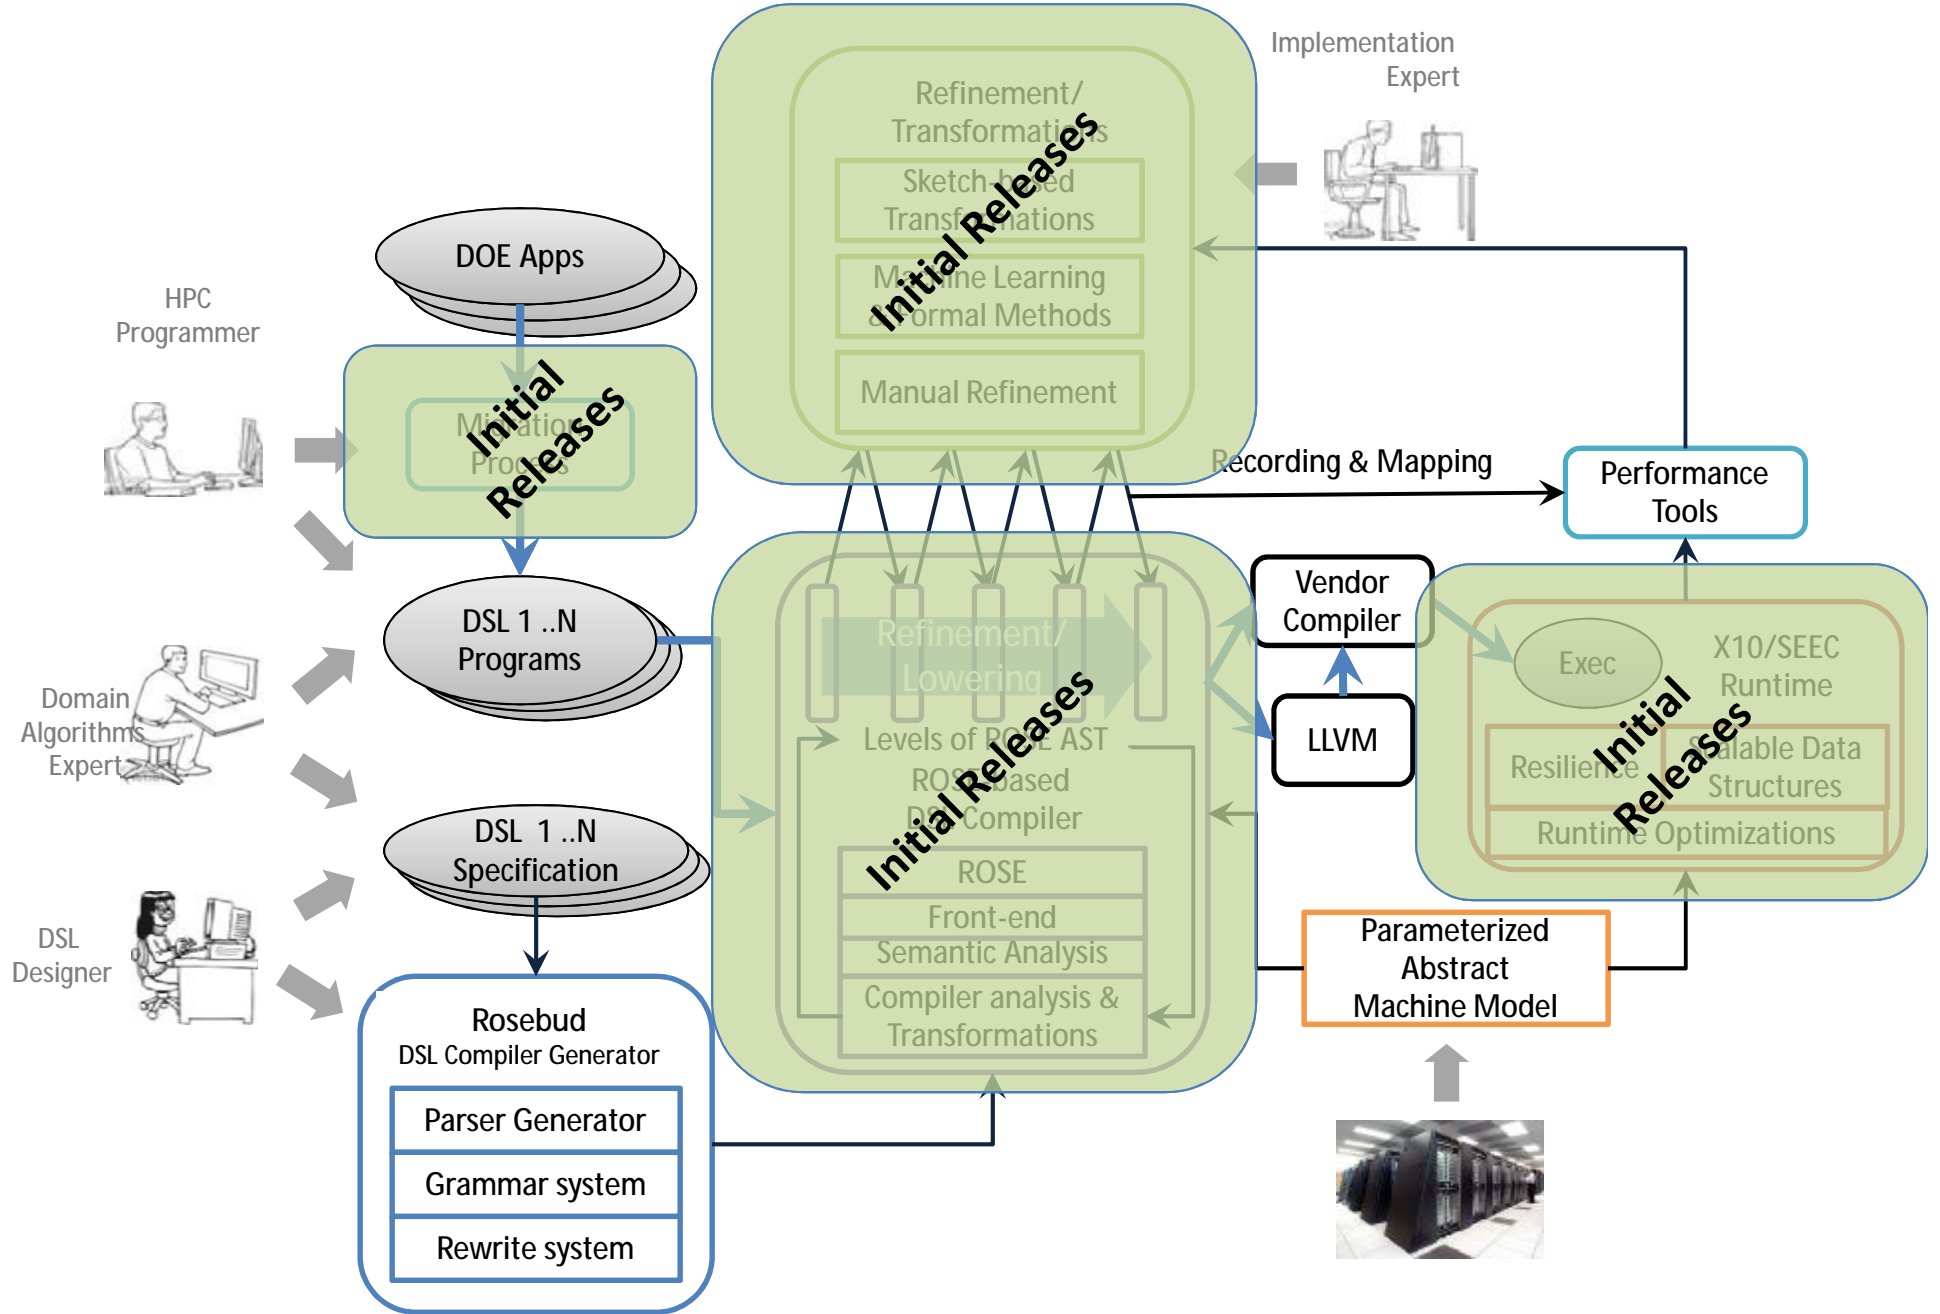 Implementation
Expert
Refinement/
Transformations
Sketch-based
Transformations
Machine Learning
& Formal Methods
Manual Refinement
Initial Releases
DOE Apps
HPC
Programmer
Migration
Process
Initial
Releases
Recording & Mapping
Performance
Tools
DSL 1 ..N
Programs
Refinement/
Lowering
Levels of ROSE AST
ROSE-based
DSL Compiler
ROSE
Front-end
Semantic Analysis
Compiler analysis &
Transformations
Initial Releases
Vendor
Compiler
LLVM
Exec
X10/SEEC
Runtime
Resilience
Scalable Data
Structures
Runtime Optimizations
Initial
Releases
Domain
Algorithms
Expert
DSL 1 ..N
Specification
DSL
Designer
Parameterized
Abstract
Machine Model
Rosebud
DSL Compiler Generator
Parser Generator
Grammar system
Rewrite system